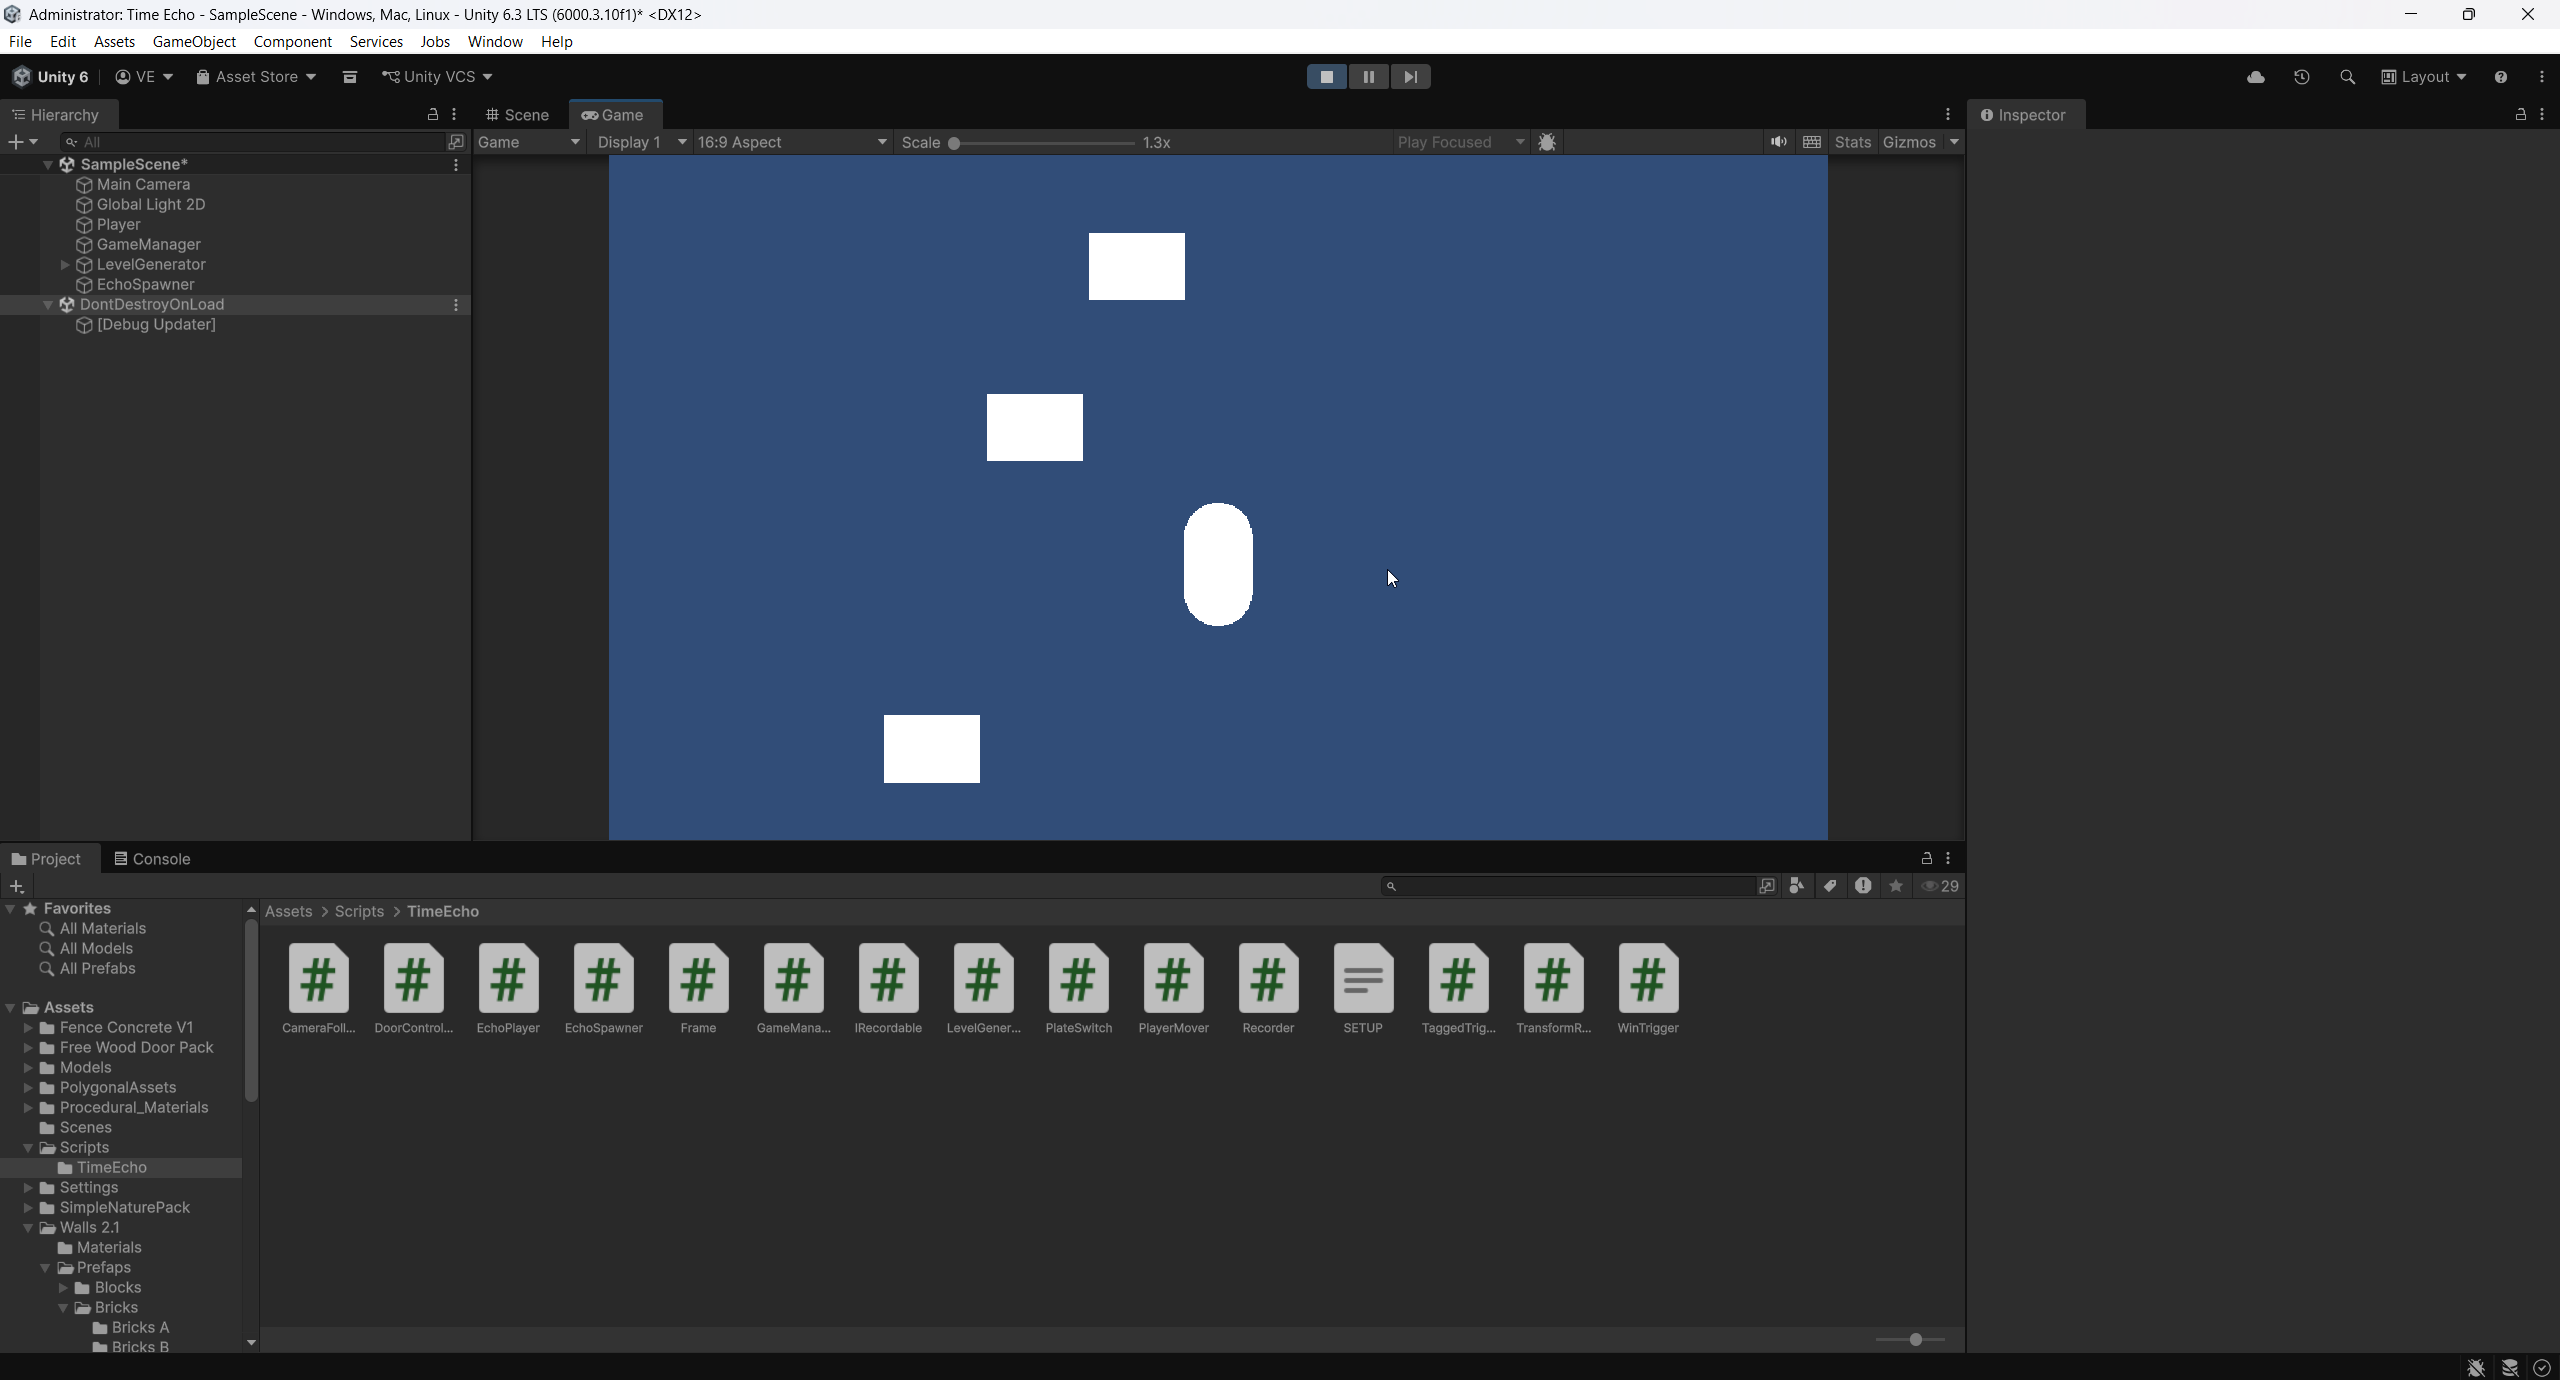 Administrator: Time Echo - SampleScene - Windows, Mac, Linux - Unity 6.3 LTS (6000.3.10f1)* <DX12>
File Edit Assets GameObject Component Services Jobs Window Help
Unity 6 VE Asset Store Unity VCS Layout
Hierarchy Scene Game Inspector
All Game Display 1 16:9 Aspect Scale 1.3x Play Focused Stats Gizmos
SampleScene*
Main Camera
Global Light 2D
Player
GameManager
LevelGenerator
EchoSpawner
DontDestroyOnLoad
[Debug Updater]
Project Console
29
Favorites
All Materials
All Models
All Prefabs
Assets
Fence Concrete V1
Free Wood Door Pack
Models
PolygonalAssets
Procedural_Materials
Scenes
Scripts
TimeEcho
Settings
SimpleNaturePack
Walls 2.1
Materials
Prefaps
Blocks
Bricks
Bricks A
Bricks B
Assets > Scripts > TimeEcho
# # # # # # # # # # # # # #
CameraFoll... DoorControl... EchoPlayer EchoSpawner Frame GameMana... IRecordable LevelGener... PlateSwitch PlayerMover Recorder SETUP TaggedTrig... TransformR... WinTrigger